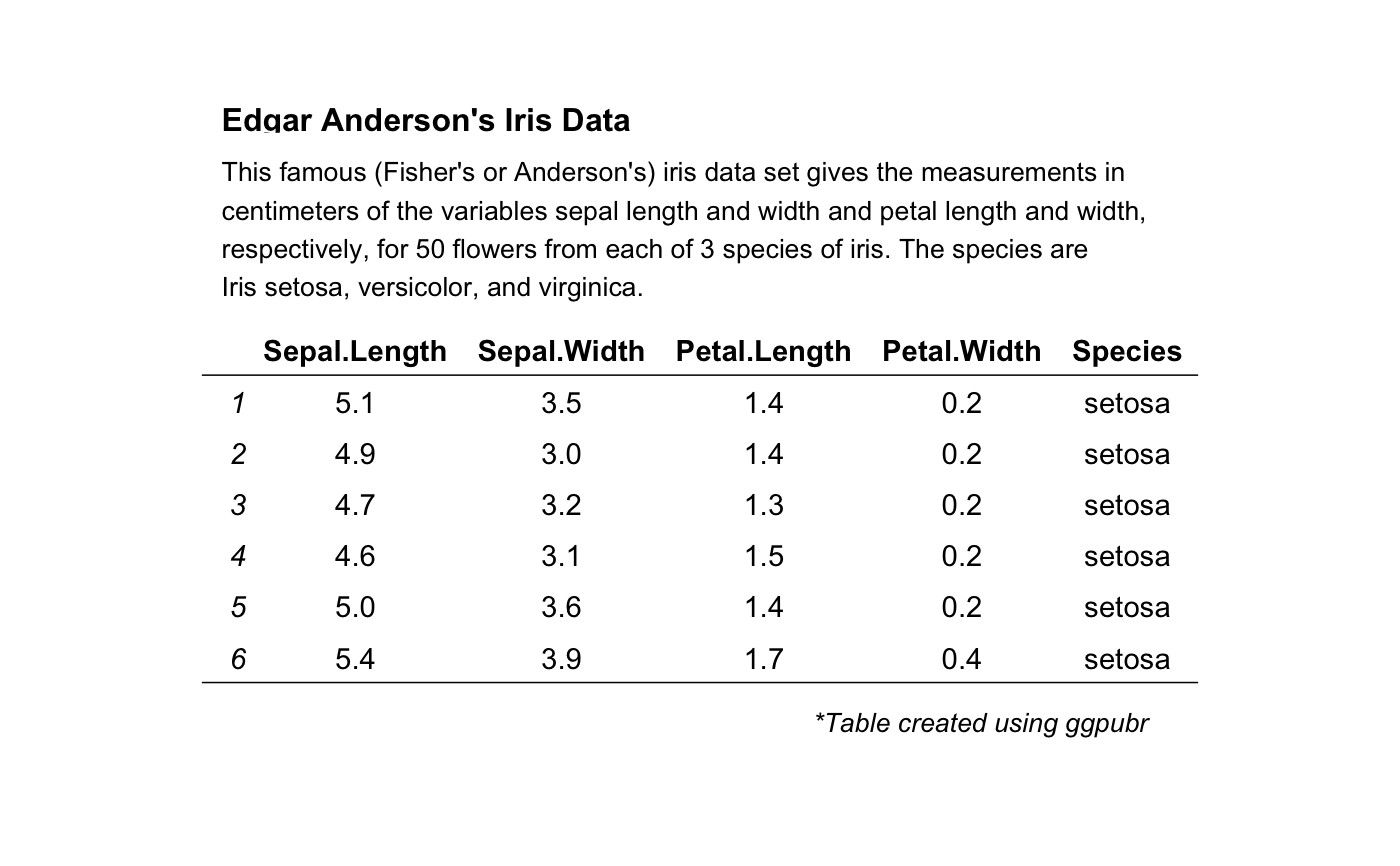 Edgar Anderson's Iris Data
This famous (Fisher's or Anderson's) iris data set gives the measurements in
centimeters of the variables sepal length and width and petal length and width,
respectively, for 50 flowers from each of 3 species of iris. The species are
Iris setosa, versicolor, and virginica.
Sepal.Length Sepal.Width Petal.Length Petal.Width Species
1 5.1 3.5 1.4 0.2 setosa
2 4.9 3.0 1.4 0.2 setosa
3 4.7 3.2 1.3 0.2 setosa
4 4.6 3.1 1.5 0.2 setosa
5 5.0 3.6 1.4 0.2 setosa
6 5.4 3.9 1.7 0.4 setosa
*Table created using ggpubr